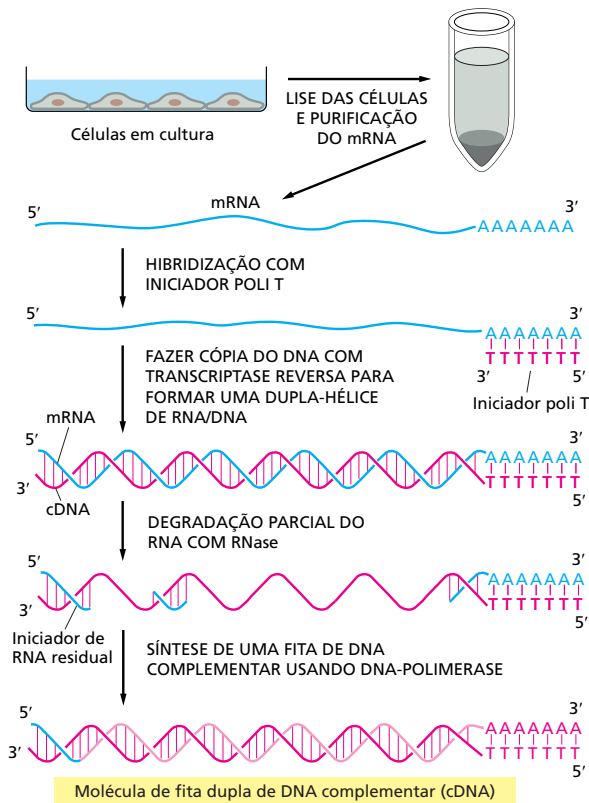 Células em cultura
LISE DAS CÉLULAS
E PURIFICAÇÃO
DO mRNA
5′
mRNA
3′
AAAAAAA
HIBRIDIZAÇÃO COM
INICIADOR POLI T
5′
3′
AAAAAAA
TTTTTTT
3′
5′
Iniciador poli T
FAZER CÓPIA DO DNA COM
TRANSCRIPTASE REVERSA PARA
FORMAR UMA DUPLA-HÉLICE
DE RNA/DNA
mRNA
5′
3′
AAAAAAA
TTTTTTT
3′
5′
cDNA
DEGRADAÇÃO PARCIAL DO
RNA COM RNase
5′
3′
AAAAAAA
TTTTTTT
3′
5′
Iniciador de
RNA residual
SÍNTESE DE UMA FITA DE DNA
COMPLEMENTAR USANDO DNA-POLIMERASE
5′
3′
AAAAAAA
TTTTTTT
3′
5′
Molécula de fita dupla de DNA complementar (cDNA)